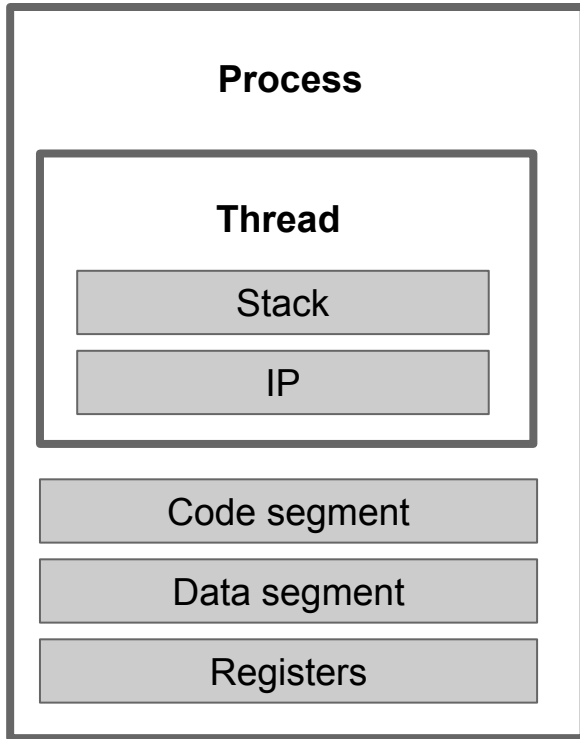 Process
Thread
Stack
IP
Code segment
Data segment
Registers